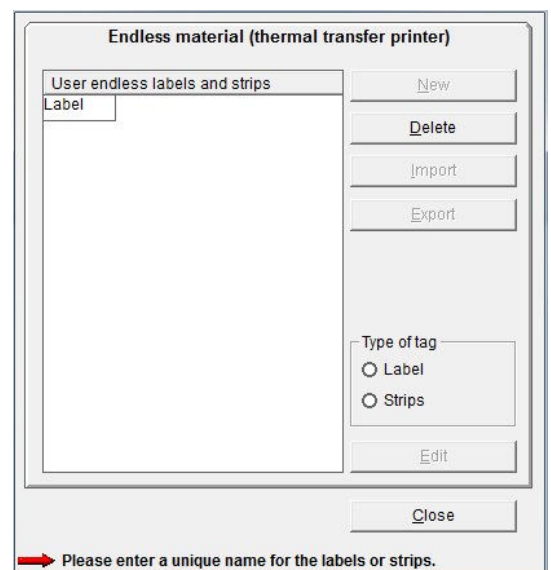 Endless material (thermal transfer printer)
User endless labels and strips
Label
New
Delete
Import
Export
Type of tag
Label
Strips
Edit
Close
Please enter a unique name for the labels or strips.